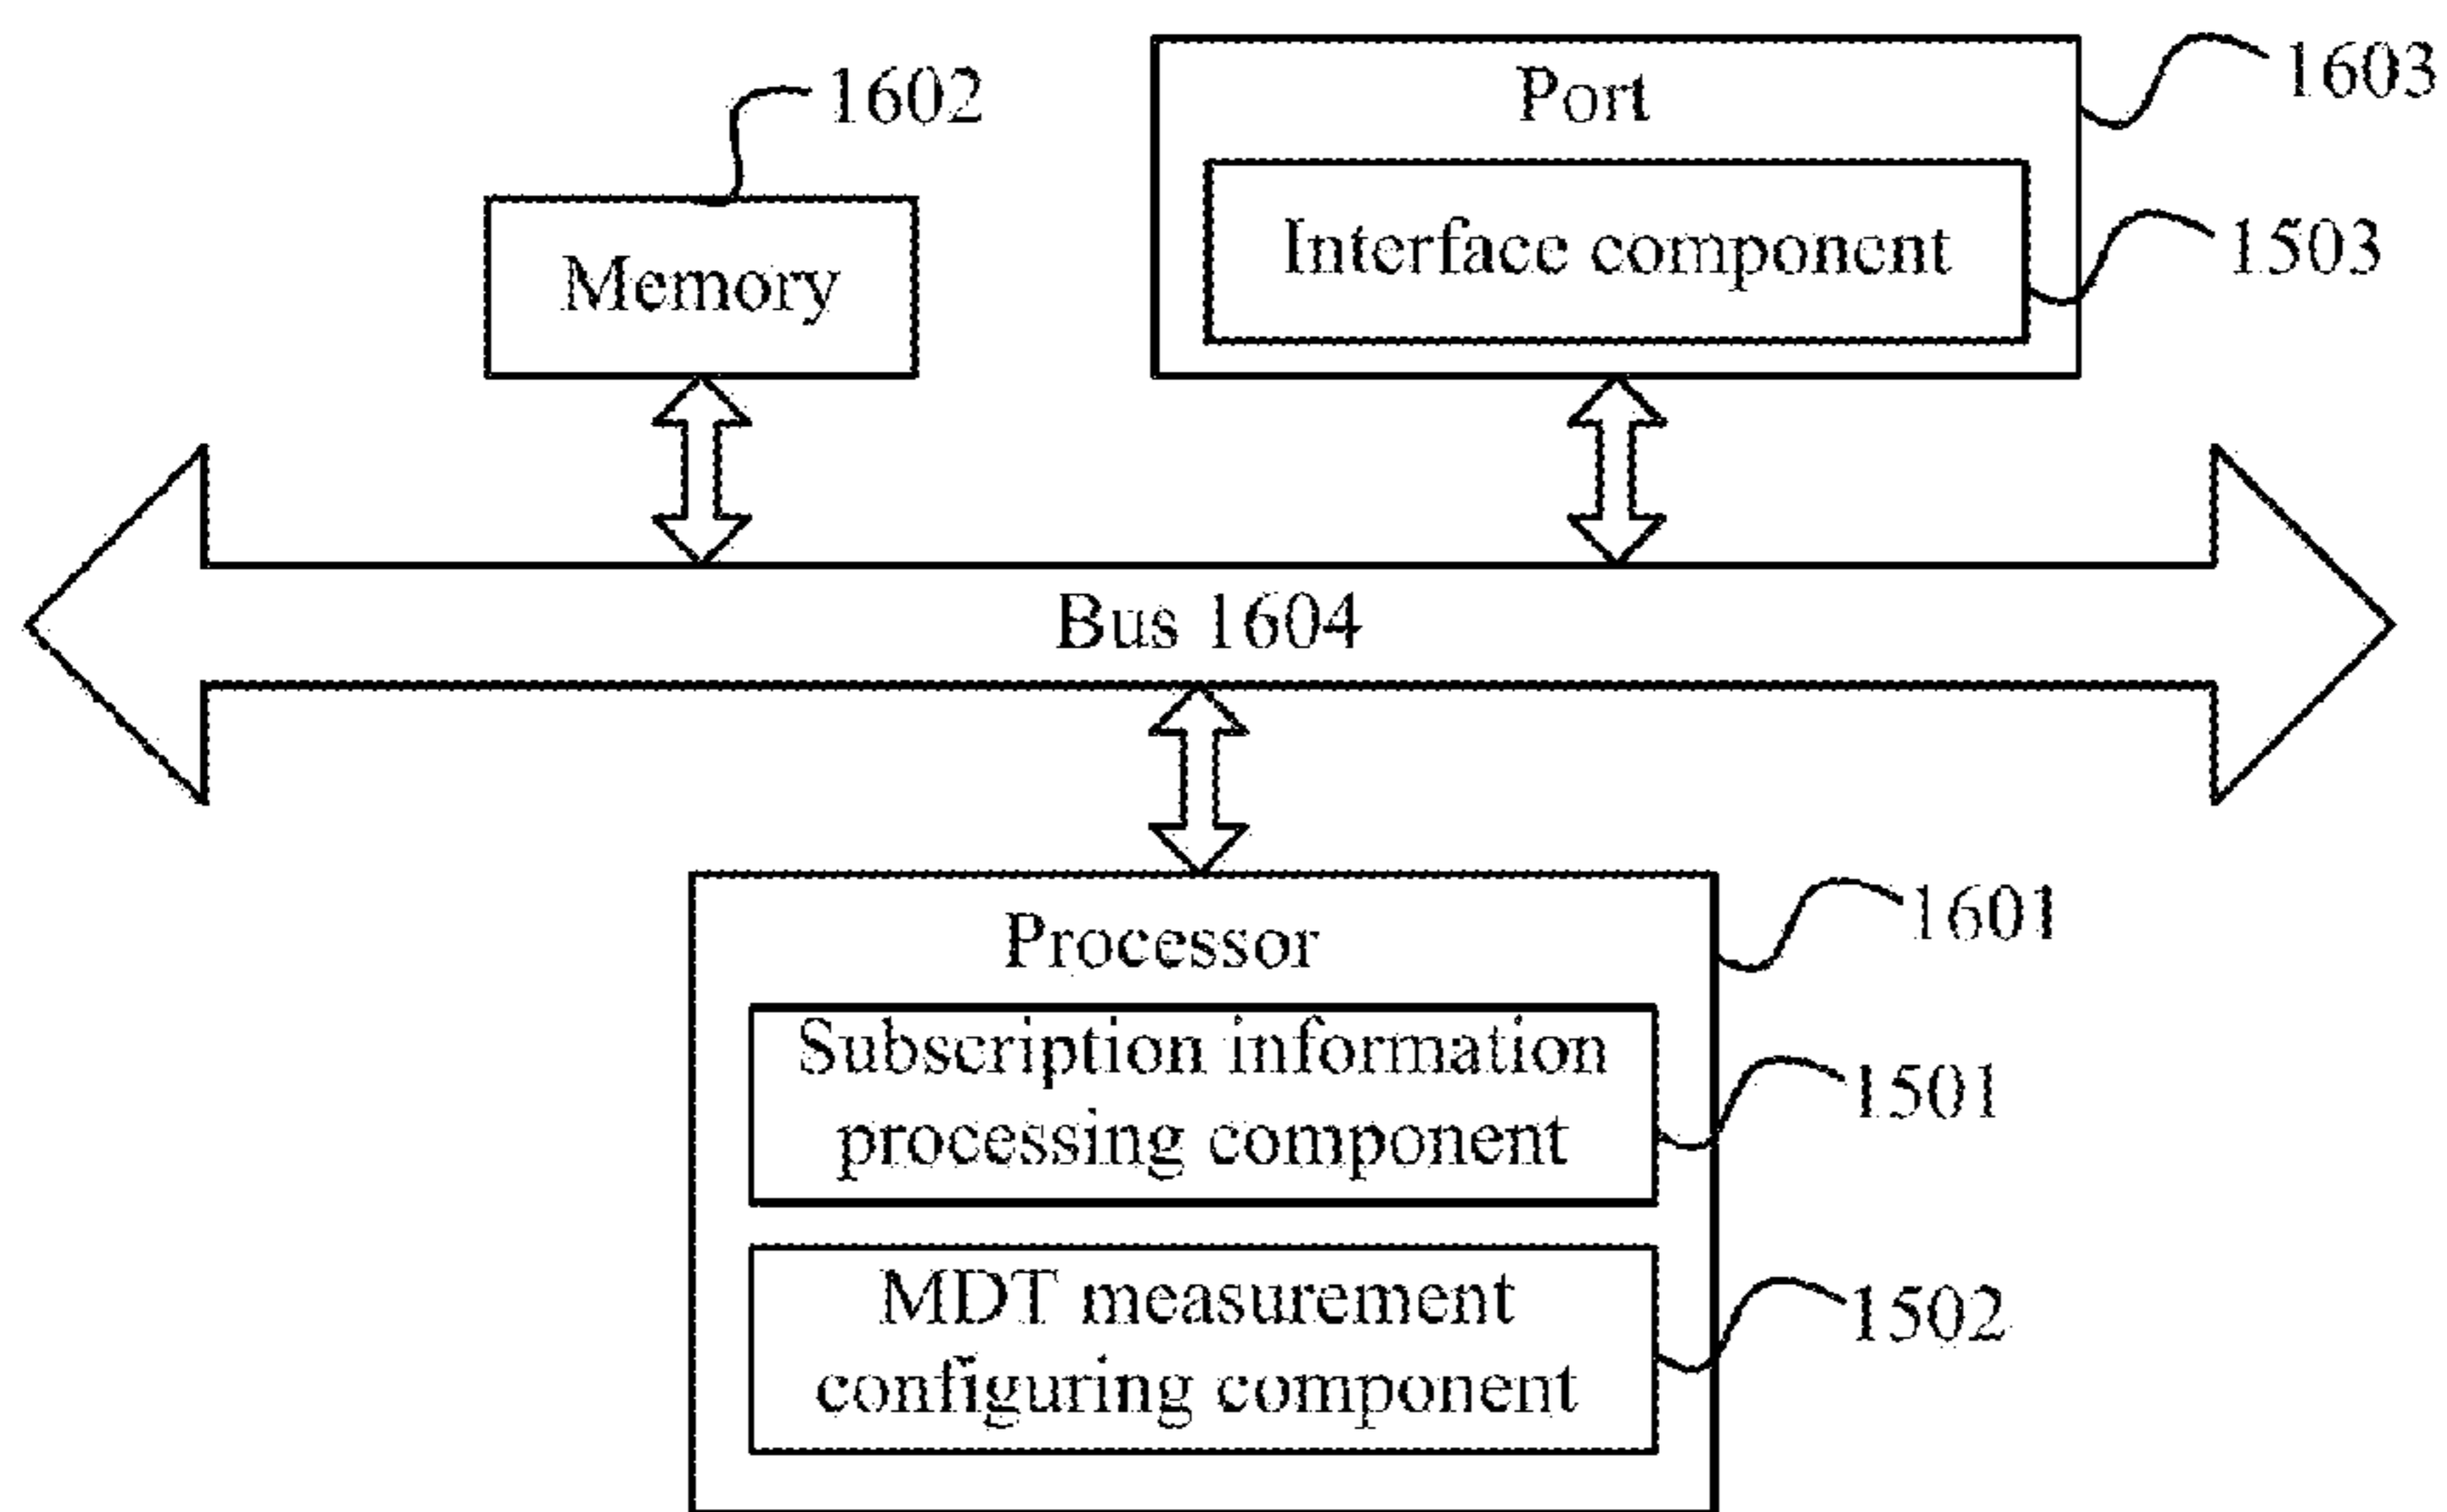 1602
Port
1603
Interface component
1503
Memory
Bus 1604
Processor
1601
Subscription information
processing component
1501
MDT measurement
configuring component
1502